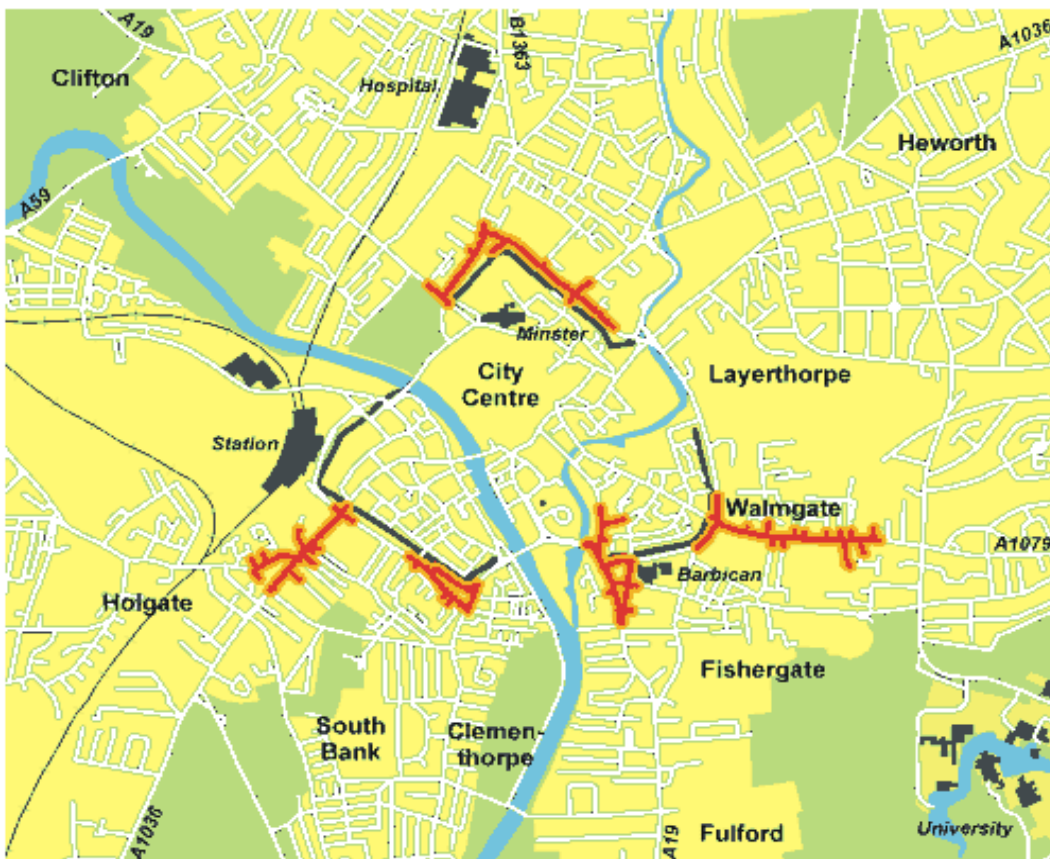 A19
B1363
A1036
Clifton
Hospital
Heworth
A59
Minster
City
Centre
Layerthorpe
Station
Walmgate
A1079
Barbican
Holgate
Fishergate
South
Bank
Clemen-
thorpe
A1036
A19
Fulford
University